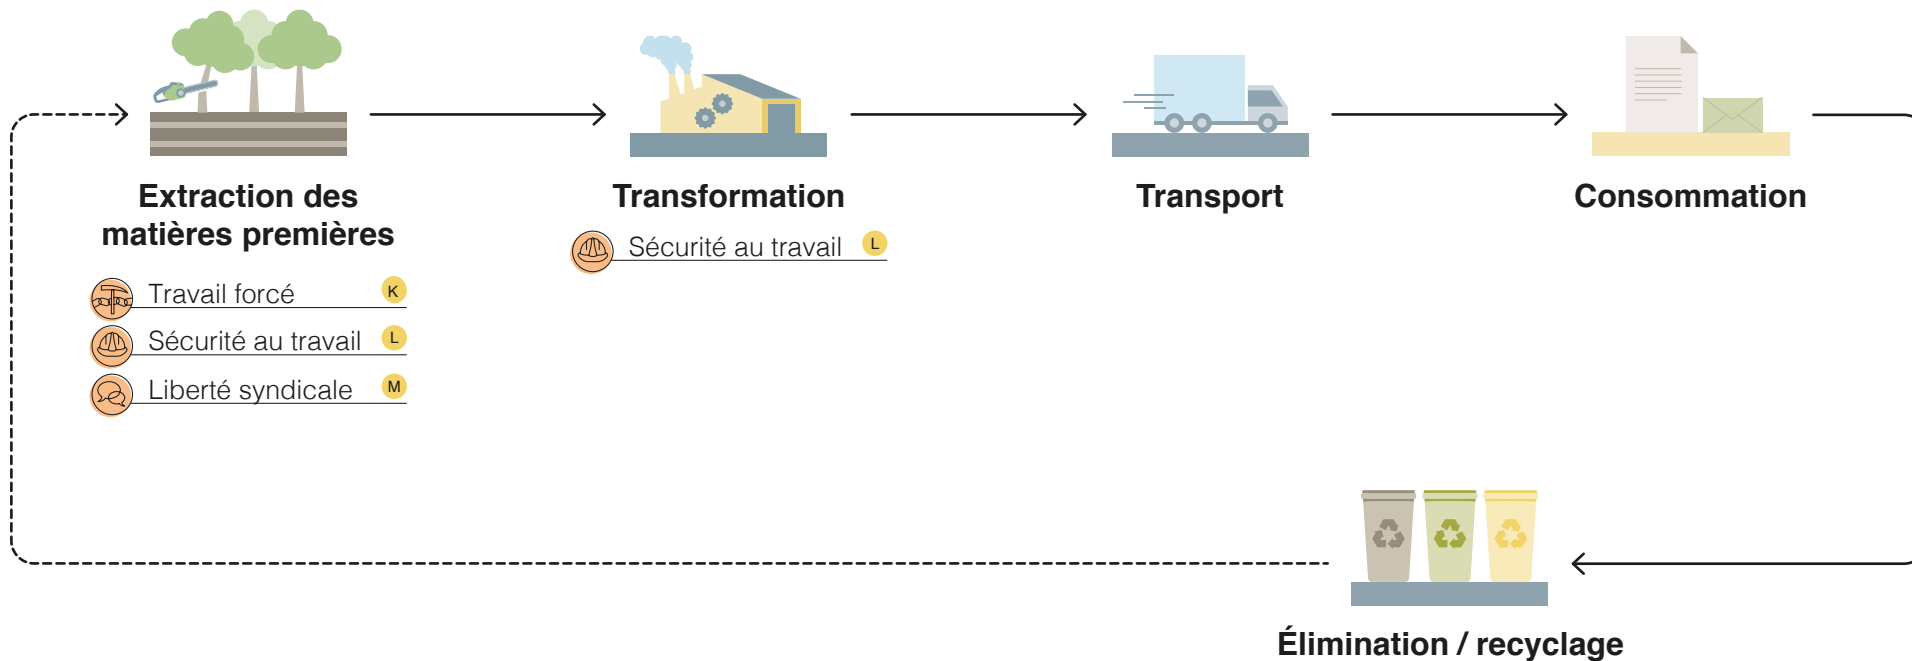 Extraction des
matières premières
Travail forcé K
Sécurité au travail L
Liberté syndicale M
Transformation
Sécurité au travail L
Transport
Consommation
Élimination / recyclage